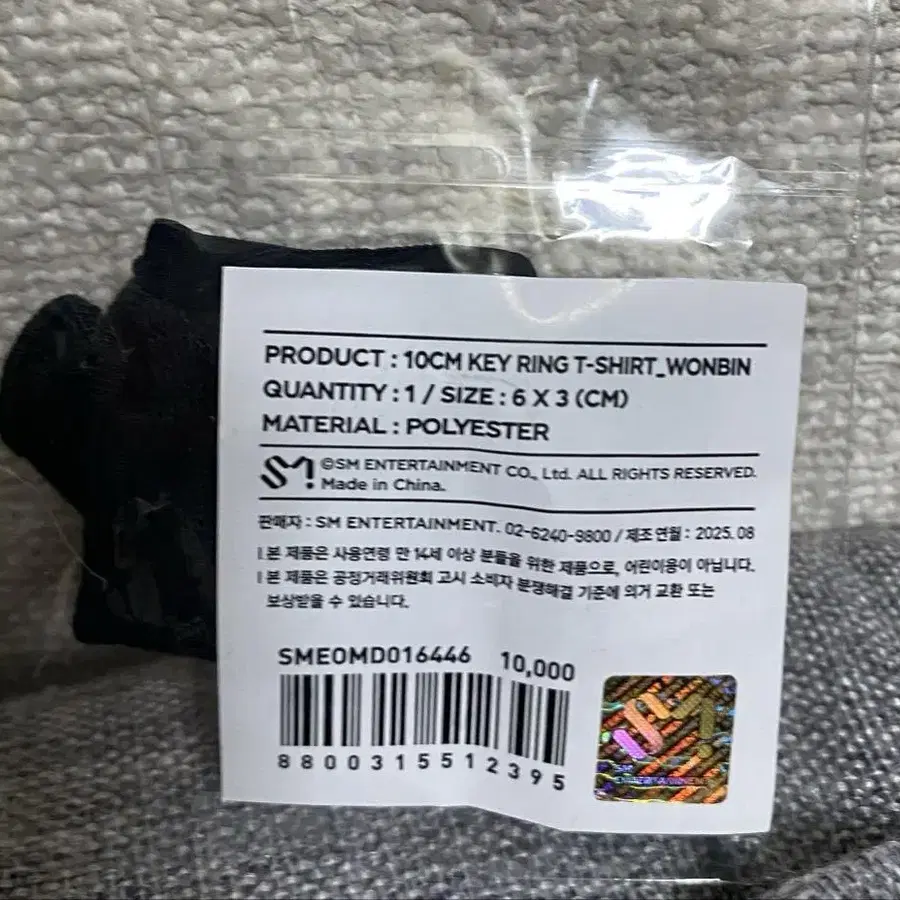 PRODUCT : 10CM KEY RING T-SHIRT_WONBIN
QUANTITY : 1 / SIZE : 6 X 3 (CM)
MATERIAL : POLYESTER
SM! ©SM ENTERTAINMENT CO., Ltd. ALL RIGHTS RESERVED.
Made in China.
판매자 : SM ENTERTAINMENT. 02-6240-9800 / 제조 연월 : 2025.08
| 본 제품은 사용연령 만 14세 이상 분들을 위한 제품으로, 어린이용이 아닙니다.
| 본 제품은 공정거래위원회 고시 소비자 분쟁해결 기준에 의거 교환 또는
보상받을 수 있습니다.
SMEOMD016446 10,000
8800315512395
SM
ENTERTAINMENT